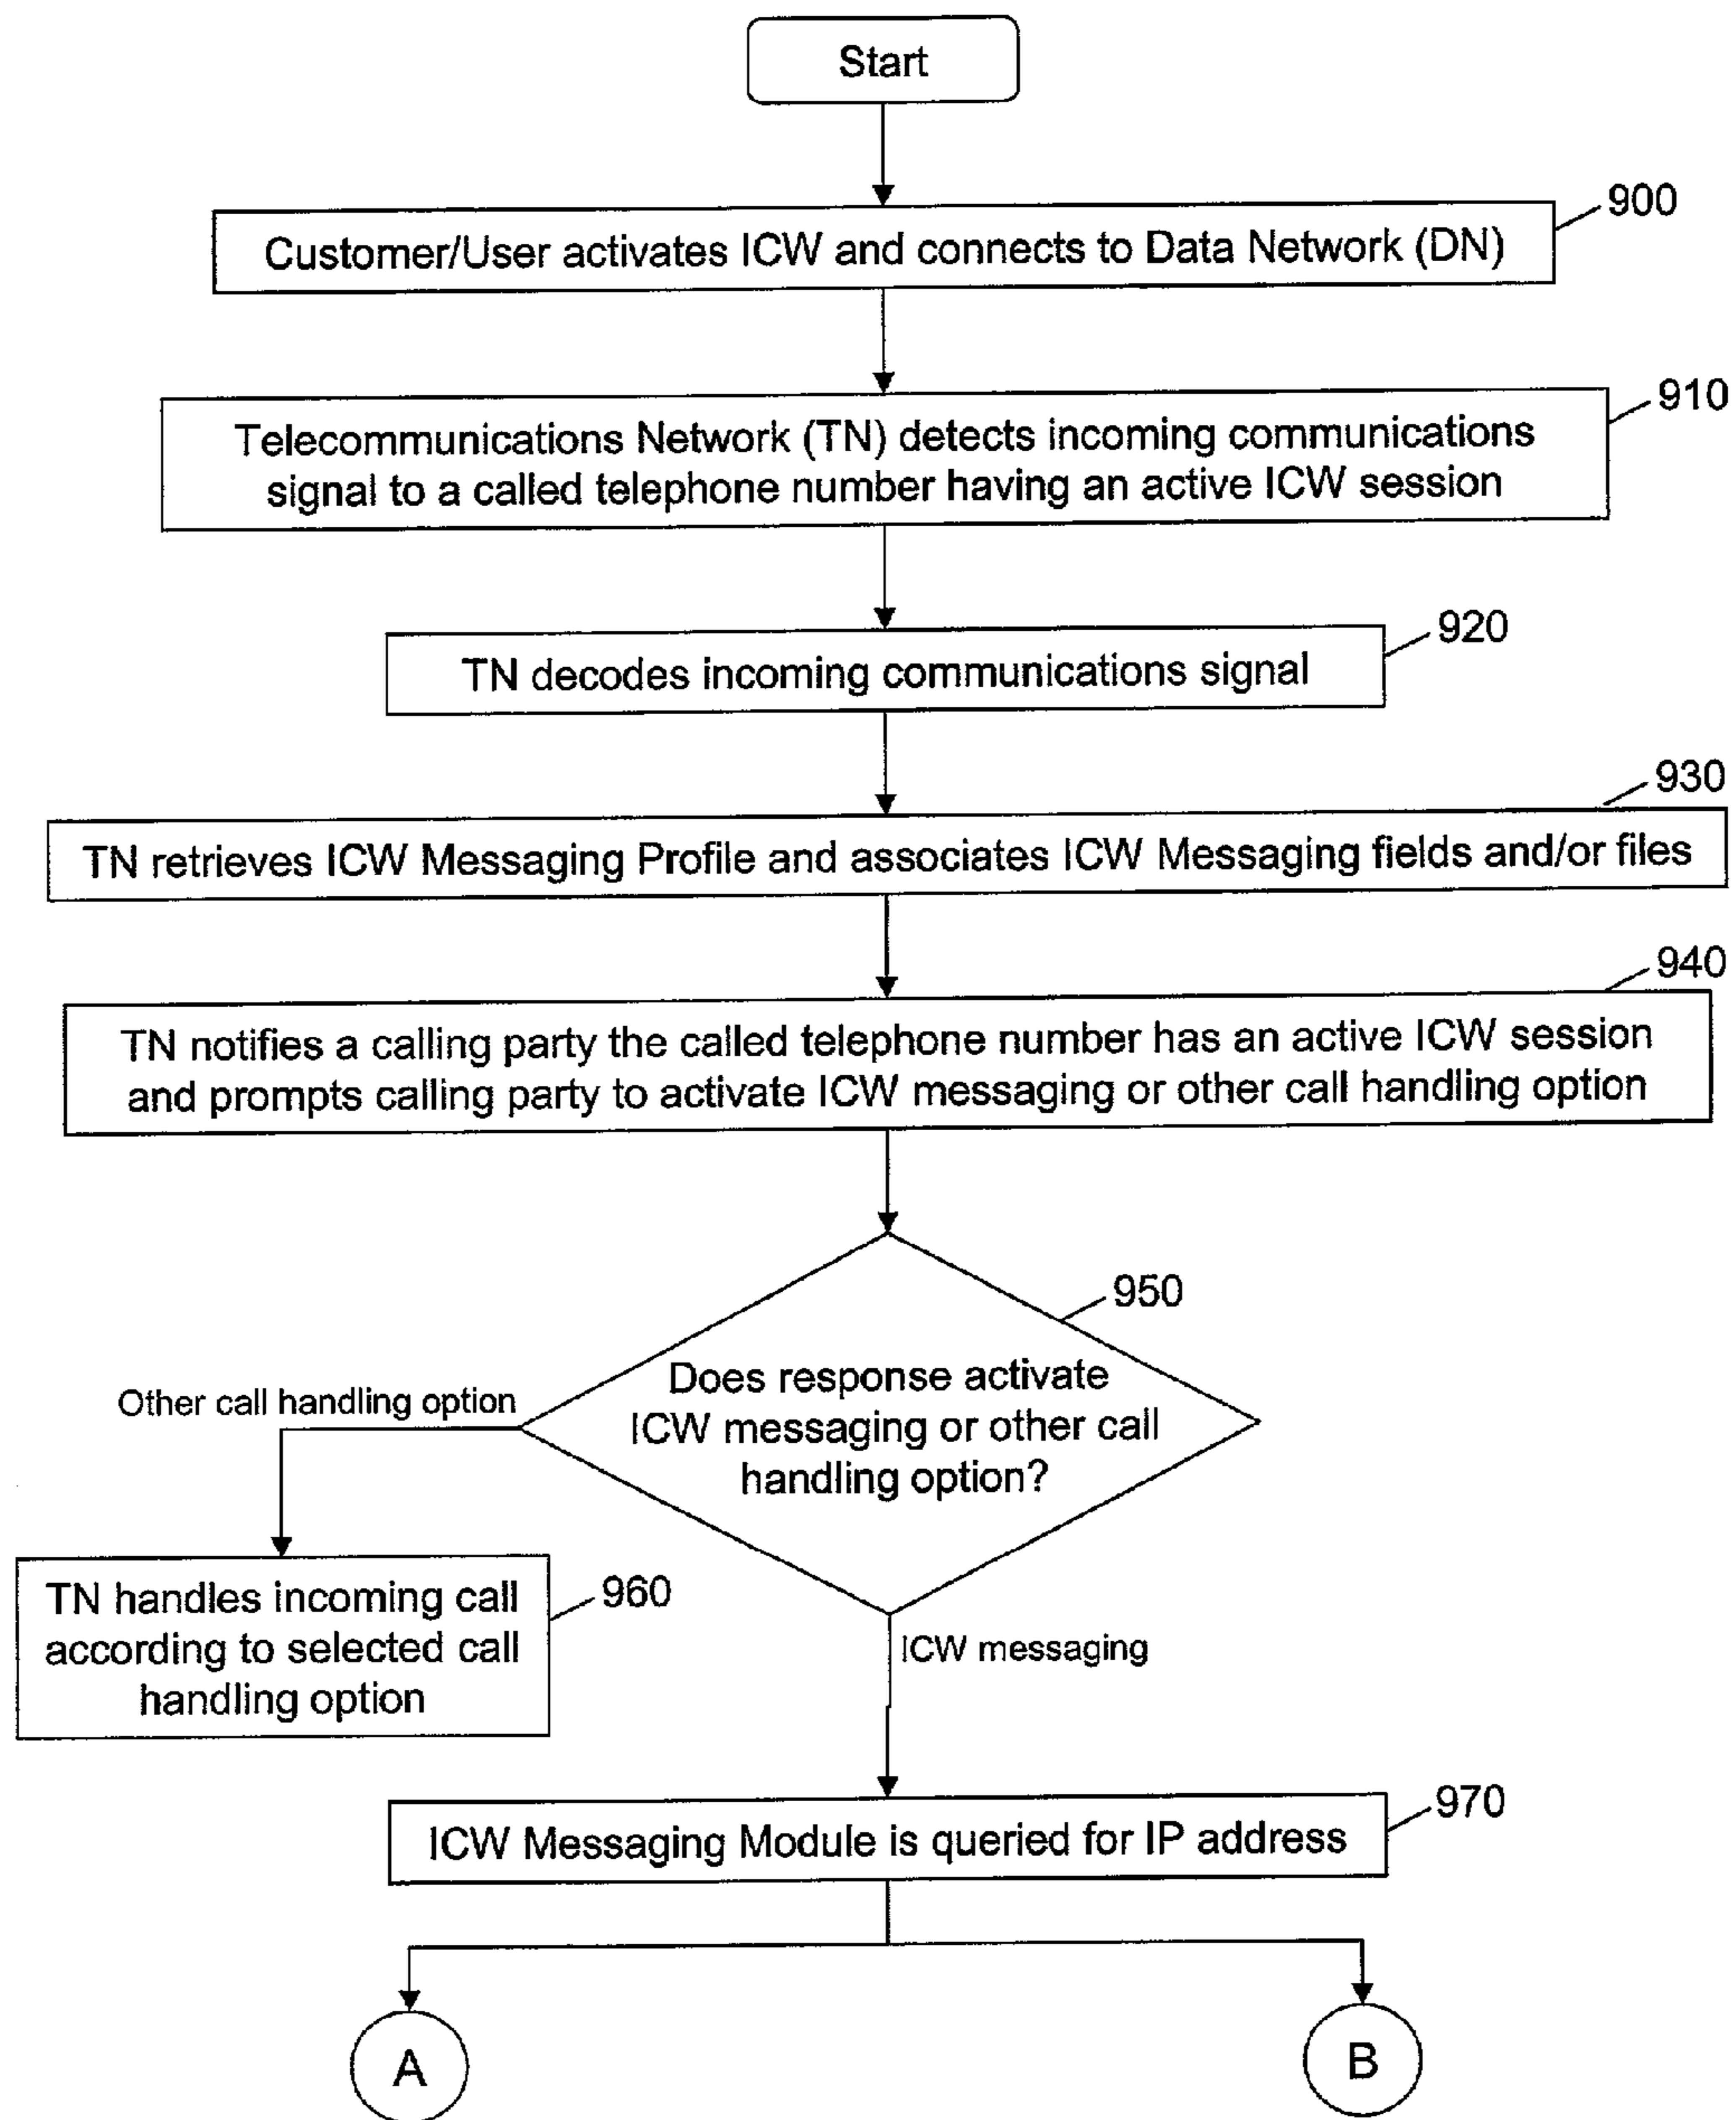 Start
900
Customer/User activates ICW and connects to Data Network (DN)
910
Telecommunications Network (TN) detects incoming communications
signal to a called telephone number having an active ICW session
920
TN decodes incoming communications signal
930
TN retrieves ICW Messaging Profile and associates ICW Messaging fields and/or files
940
TN notifies a calling party the called telephone number has an active ICW session
and prompts calling party to activate ICW messaging or other call handling option
950
Does response activate
ICW messaging or other call
handling option?
Other call handling option
TN handles incoming call
according to selected call
handling option
960
ICW messaging
970
ICW Messaging Module is queried for IP address
A
B